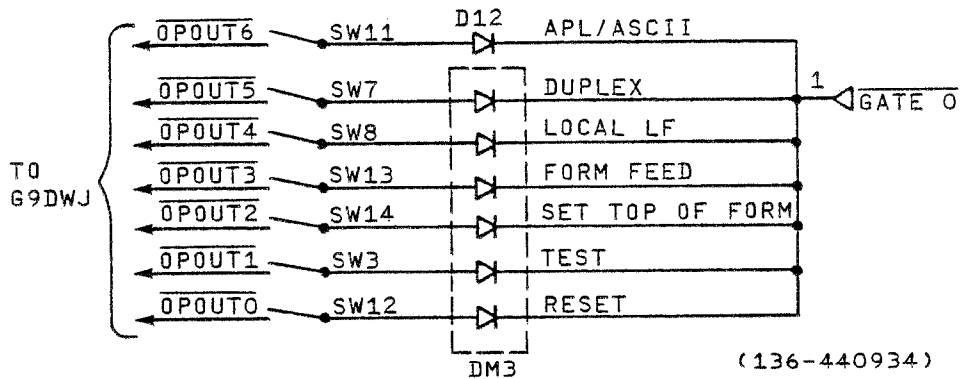 D12
OPOUT6 SW11 APL/ASCII
OPOUT5 SW7 DUPLEX 1 GATE 0
OPOUT4 SW8 LOCAL LF
TO
G9DWJ
OPOUT3 SW13 FORM FEED
OPOUT2 SW14 SET TOP OF FORM
OPOUT1 SW3 TEST
OPOUT0 SW12 RESET
DM3
(136-440934)